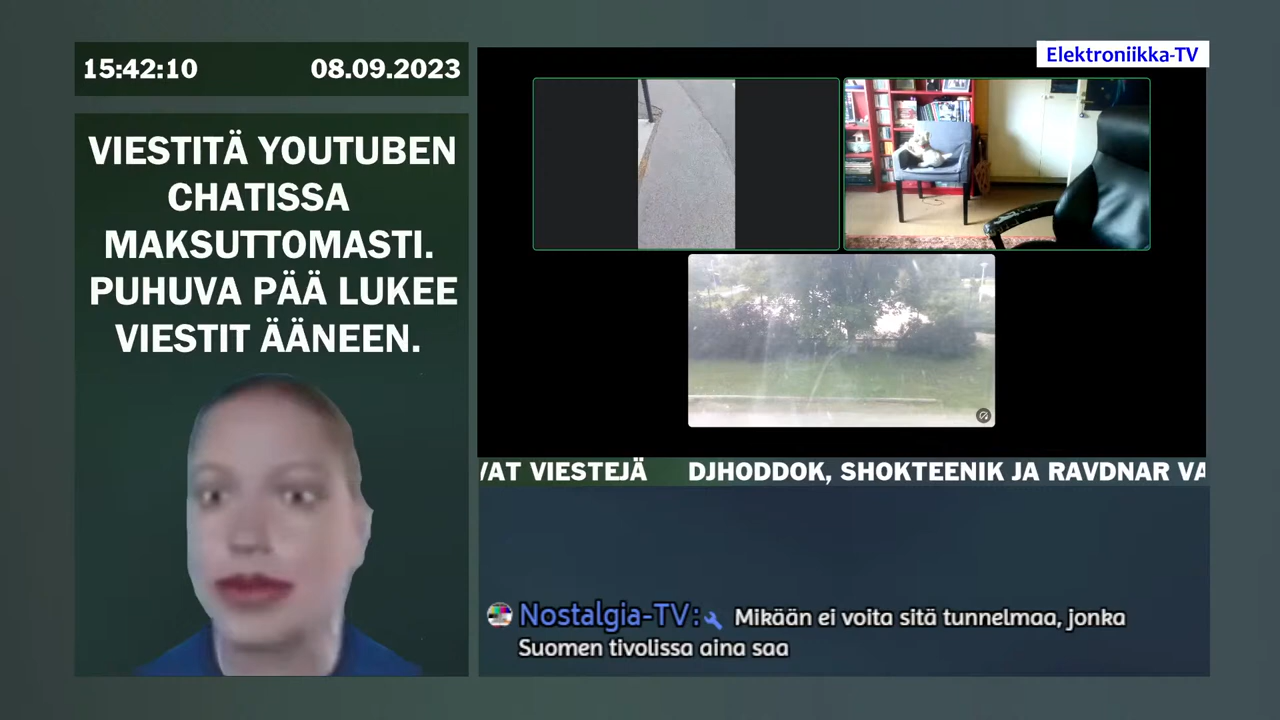 15:42:10 08.09.2023
VIESTITÄ YOUTUBEN
CHATISSA
MAKSUTTOMASTI.
PUHUVA PÄÄ LUKEE
VIESTIT ÄÄNEEN.
Elektroniikka-TV
VAT VIESTEJÄ DJHODDOK, SHOKTEENIK JA RAVDNAR VA
Nostalgia-TV: Mikään ei voita sitä tunnelmaa, jonka
Suomen tivolissa aina saa